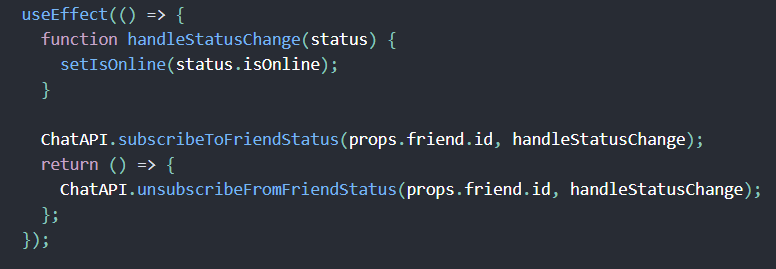 useEffect(() => {
  function handleStatusChange(status) {
    setIsOnline(status.isOnline);
  }

  ChatAPI.subscribeToFriendStatus(props.friend.id, handleStatusChange);
  return () => {
    ChatAPI.unsubscribeFromFriendStatus(props.friend.id, handleStatusChange);
  };
});